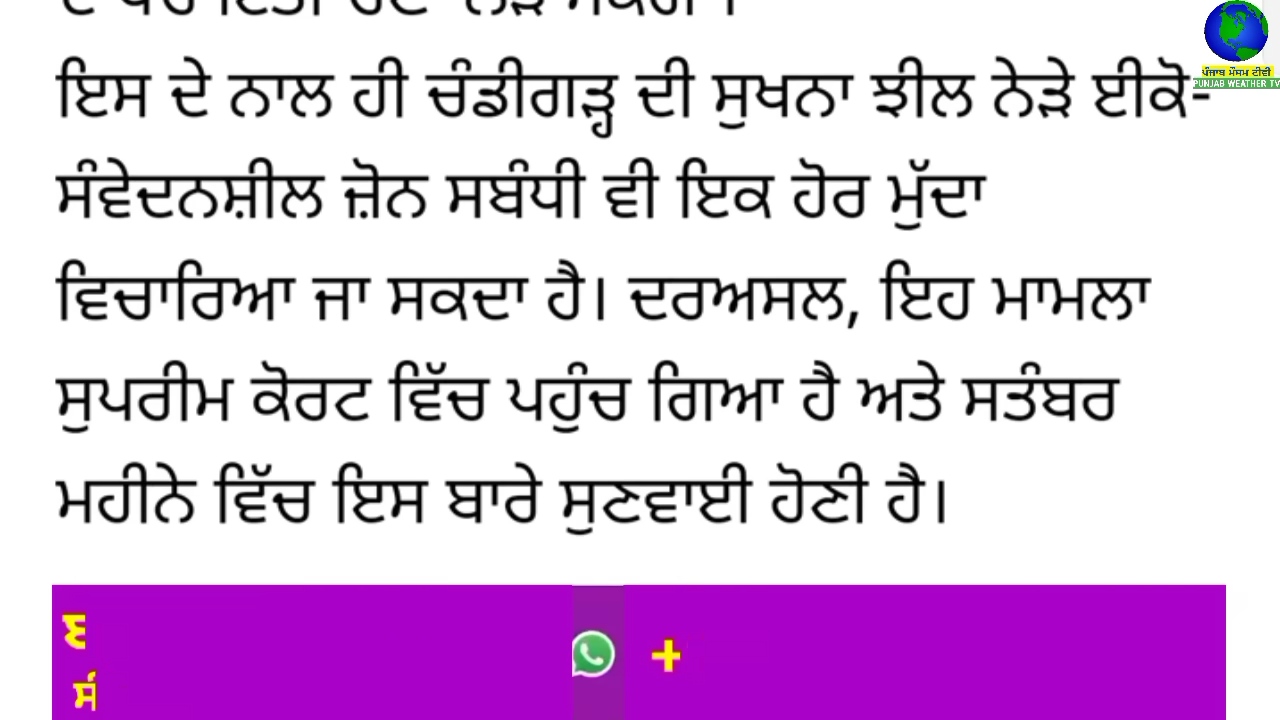 ਇਸ ਦੇ ਨਾਲ ਹੀ ਚੰਡੀਗੜ੍ਹ ਦੀ ਸੁਖਨਾ ਝੀਲ ਨੇੜੇ ਈਕੋ-
ਸੰਵੇਦਨਸ਼ੀਲ ਜ਼ੋਨ ਸਬੰਧੀ ਵੀ ਇਕ ਹੋਰ ਮੁੱਦਾ
ਵਿਚਾਰਿਆ ਜਾ ਸਕਦਾ ਹੈ। ਦਰਅਸਲ, ਇਹ ਮਾਮਲਾ
ਸੁਪਰੀਮ ਕੋਰਟ ਵਿੱਚ ਪਹੁੰਚ ਗਿਆ ਹੈ ਅਤੇ ਸਤੰਬਰ
ਮਹੀਨੇ ਵਿੱਚ ਇਸ ਬਾਰੇ ਸੁਣਵਾਈ ਹੋਣੀ ਹੈ।
ਪੰਜਾਬ ਮੌਸਮ ਟੀਵੀ
PUNJAB WEATHER TV
+